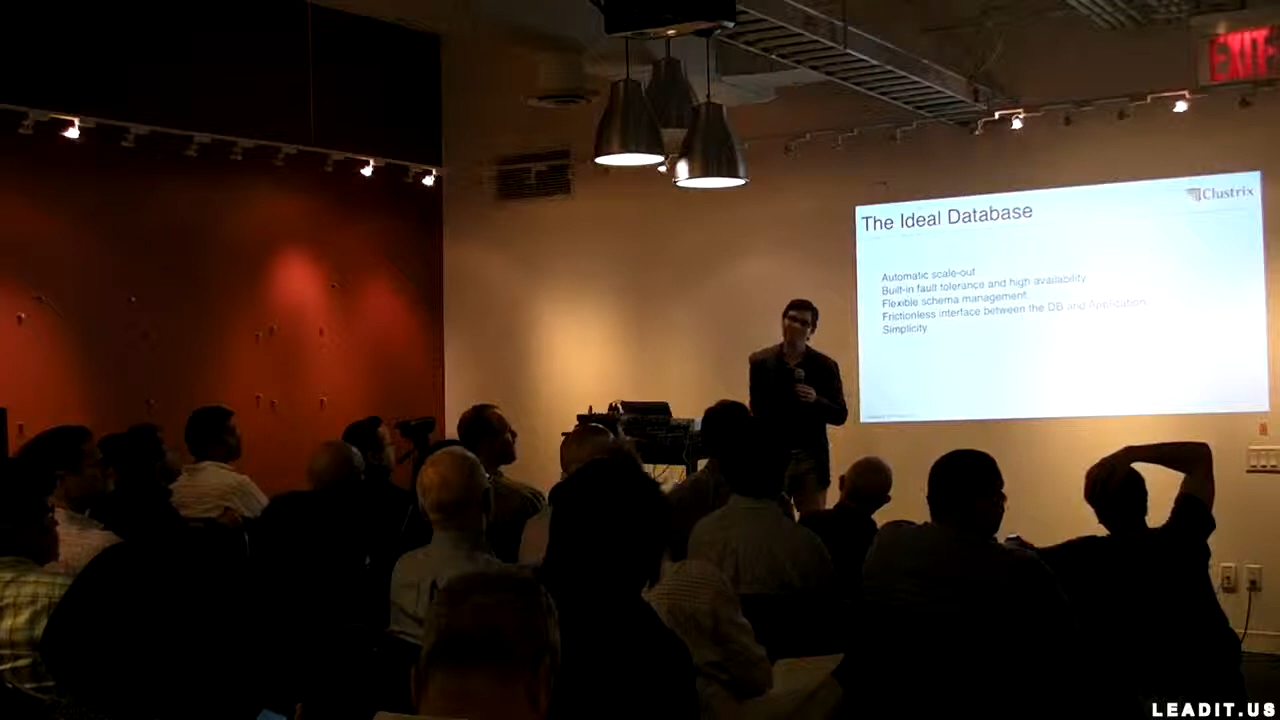 EXIT
Clustrix
The Ideal Database
Automatic scale-out
Built-in fault tolerance and high availability
Flexible schema management
Frictionless interface between the DB and Application
Simplicity
LEADIT.US